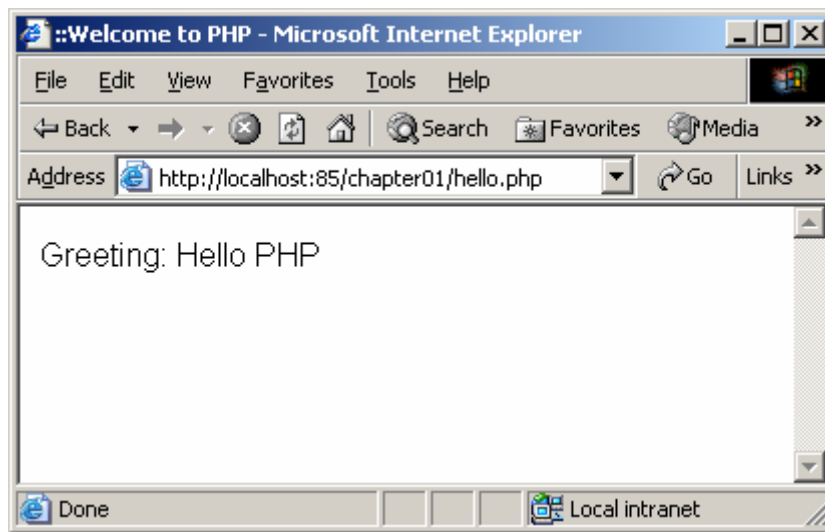 ::Welcome to PHP - Microsoft Internet Explorer
File Edit View Favorites Tools Help
Back Search Favorites Media »
Address http://localhost:85/chapter01/hello.php Go Links »
Greeting: Hello PHP
Done Local intranet